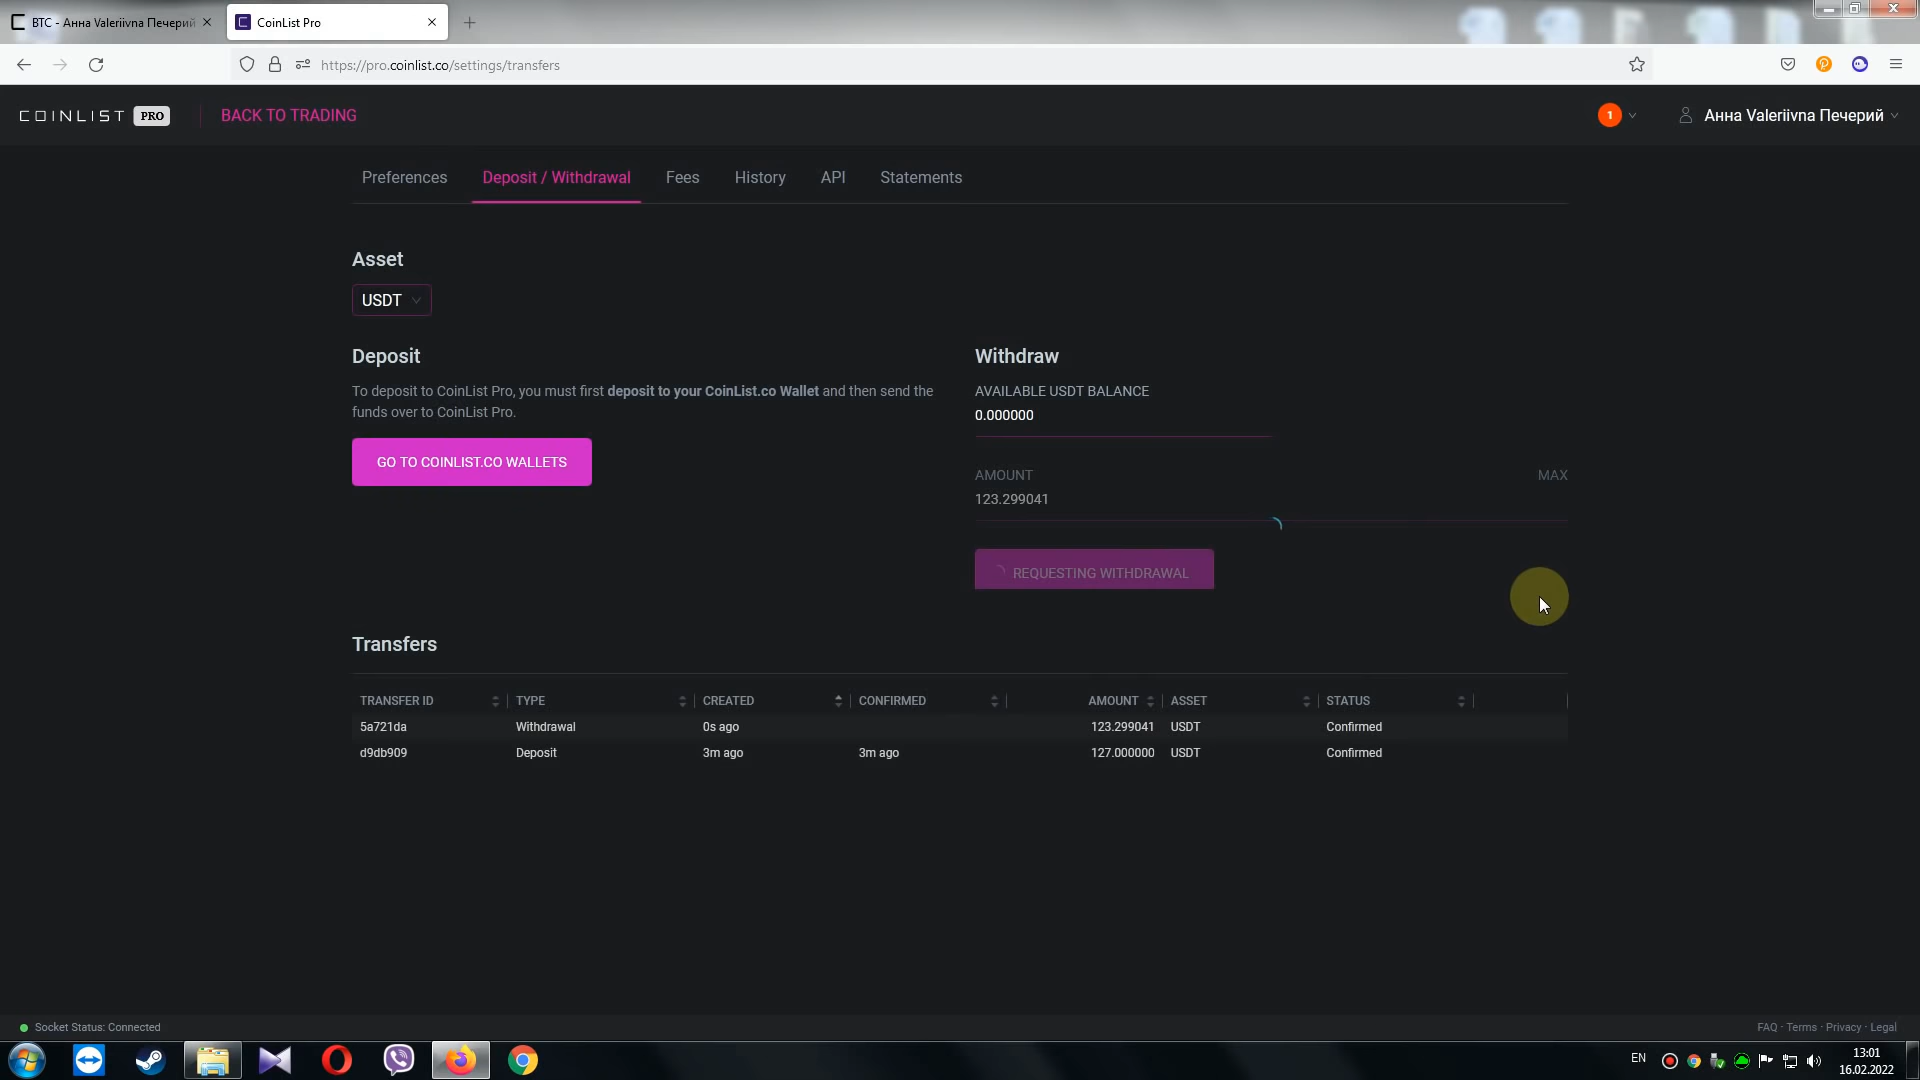 BTC - Анна Valeriivna Печерий
CoinList Pro
https://pro.coinlist.co/settings/transfers
COINLIST PRO
BACK TO TRADING
1
Анна Valeriivna Печерий
Preferences
Deposit / Withdrawal
Fees
History
API
Statements
Asset
USDT
Deposit
To deposit to CoinList Pro, you must first deposit to your CoinList.co Wallet and then send the
funds over to CoinList Pro.
GO TO COINLIST.CO WALLETS
Withdraw
AVAILABLE USDT BALANCE
0.000000
AMOUNT MAX
123.299041
REQUESTING WITHDRAWAL
Transfers
TRANSFER ID TYPE CREATED CONFIRMED AMOUNT ASSET STATUS
5a721da Withdrawal 0s ago 123.299041 USDT Confirmed
d9db909 Deposit 3m ago 3m ago 127.000000 USDT Confirmed
Socket Status: Connected
FAQ · Terms · Privacy · Legal
EN
13:01
16.02.2022